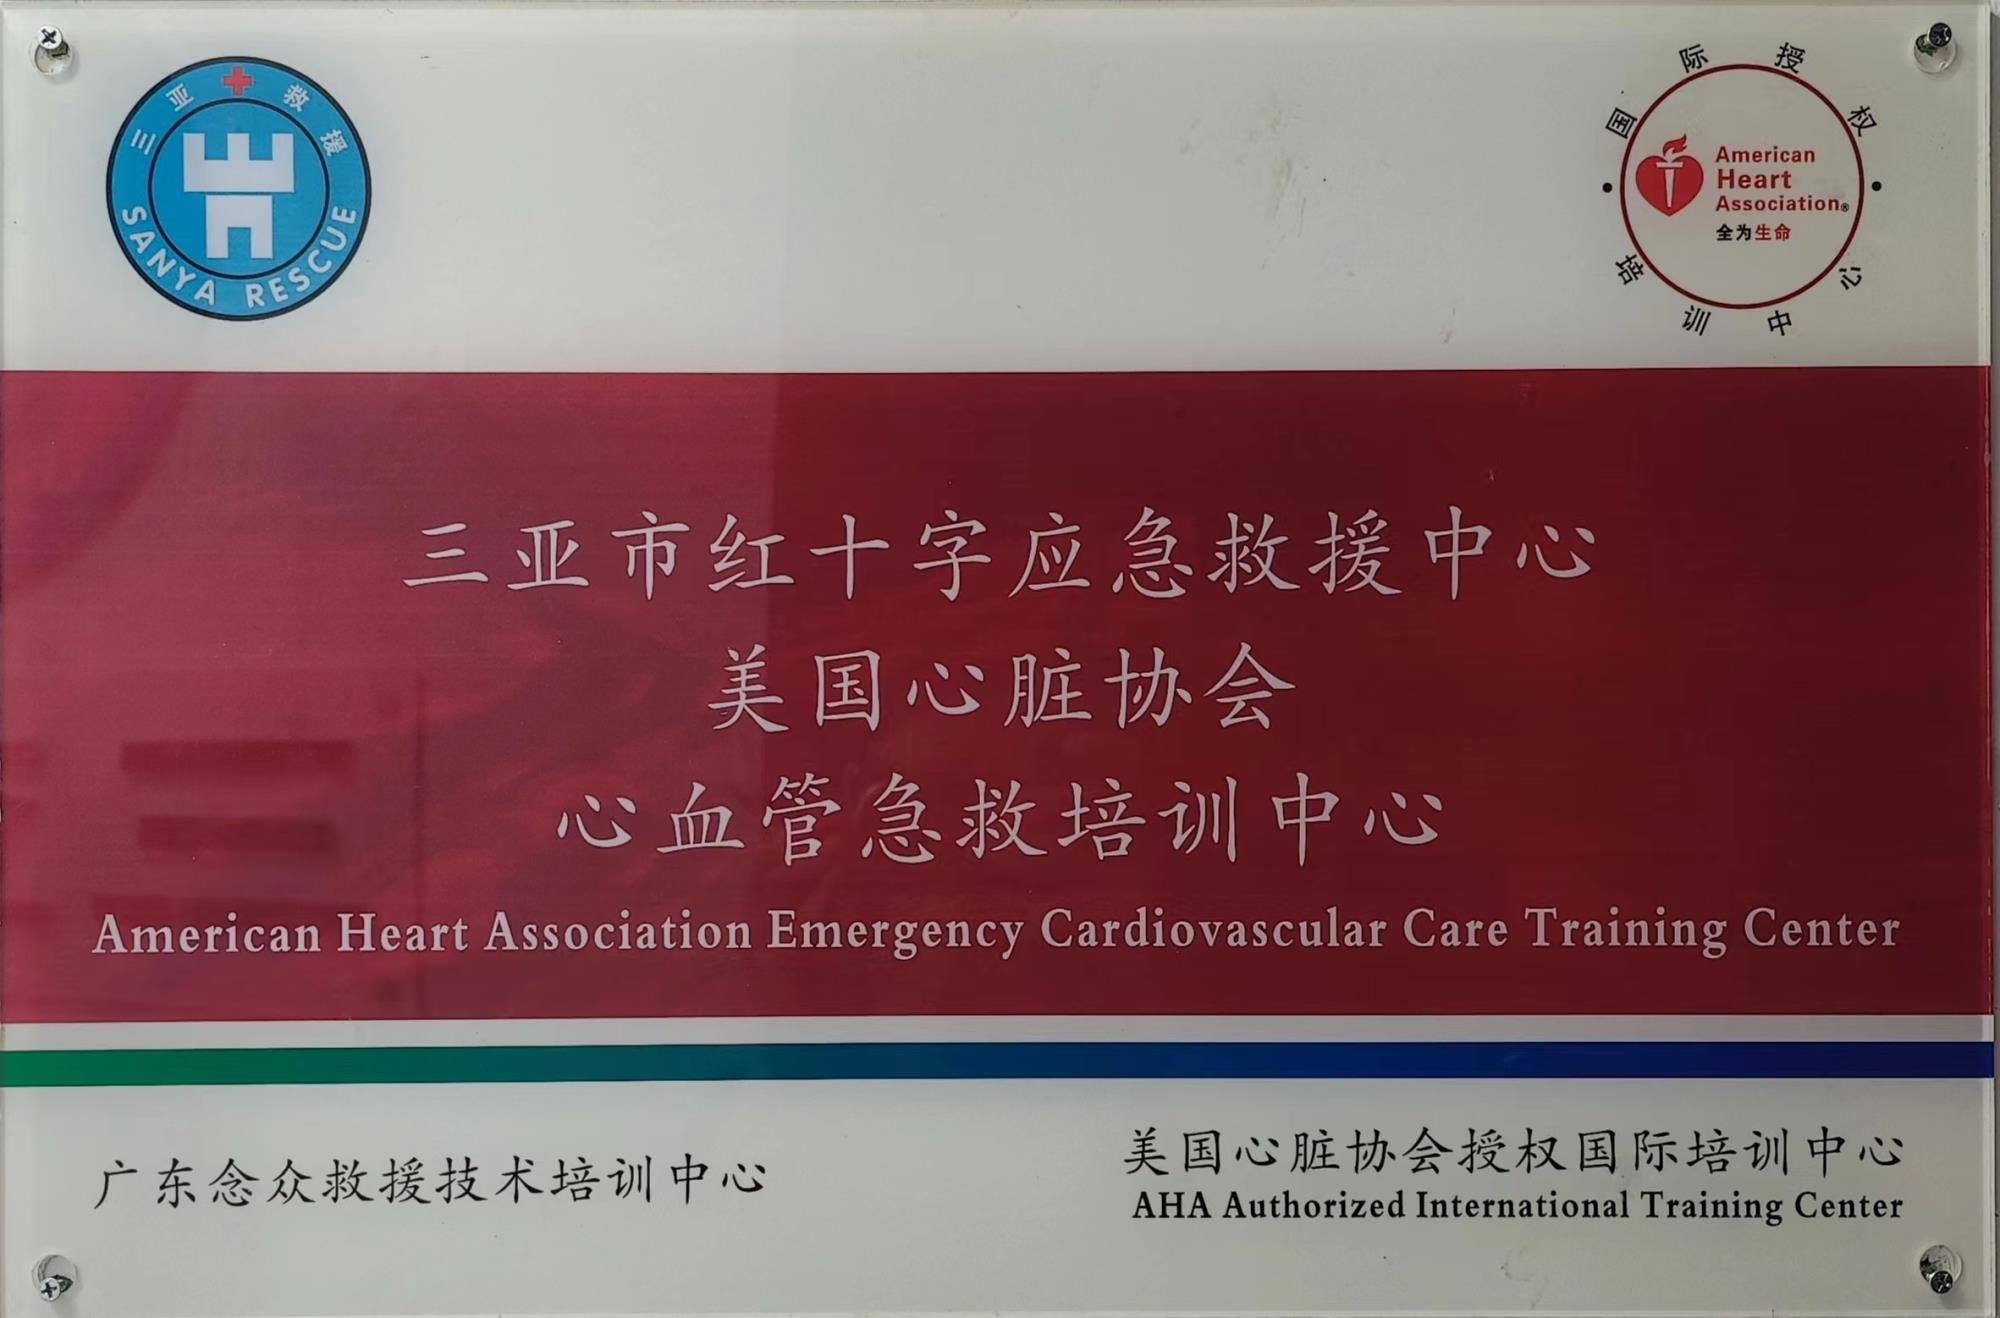 三亚救援
SANYA RESCUE
国际授权
American
Heart
Association®
全为生命
培训中心
三亚市红十字应急救援中心
美国心脏协会
心血管急救培训中心
American Heart Association Emergency Cardiovascular Care Training Center
广东念众救援技术培训中心
美国心脏协会授权国际培训中心
AHA Authorized International Training Center